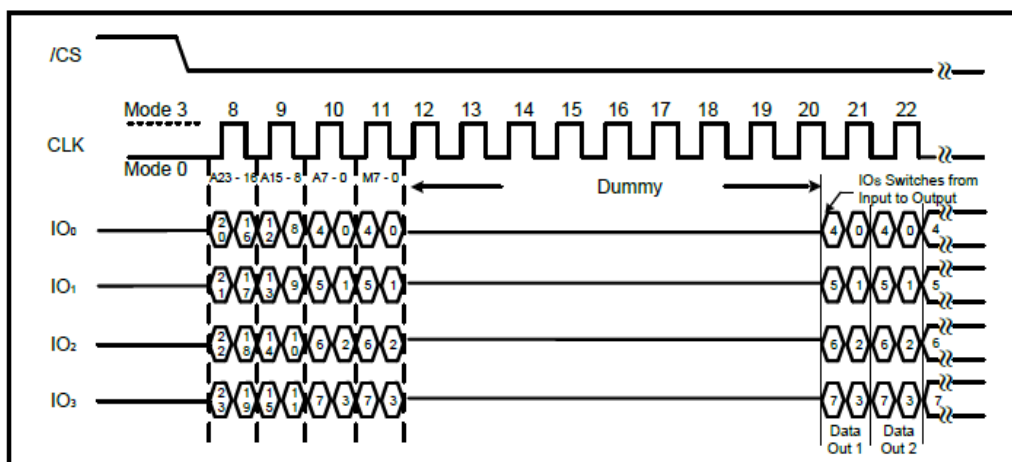 /CS
Mode 3 8 9 10 11 12 13 14 15 16 17 18 19 20 21 22
CLK
Mode 0
A23 - 16 A15 - 8 A7 - 0 M7 - 0 Dummy IOs Switches from
Input to Output
IO₀ 20 16 12 8 4 0 4 0 4 0 4 0 4
IO₁ 21 17 13 9 5 1 5 1 5 1 5 1 5
IO₂ 22 18 14 10 6 2 6 2 6 2 6 2 6
IO₃ 23 19 15 11 7 3 7 3 7 3 7 3 7
Data Data
Out 1 Out 2